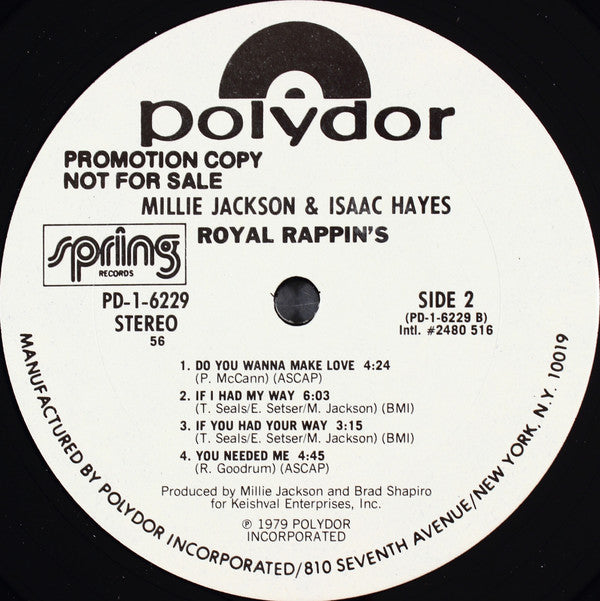 polydor
PROMOTION COPY
NOT FOR SALE
MILLIE JACKSON & ISAAC HAYES
ROYAL RAPPIN'S
spring
RECORDS
PD-1-6229
STEREO
56
SIDE 2
(PD-1-6229 B)
Intl. #2480 516
1. DO YOU WANNA MAKE LOVE 4:24
(P. McCann) (ASCAP)
2. IF I HAD MY WAY 6:03
(T. Seals/E. Setser/M. Jackson) (BMI)
3. IF YOU HAD YOUR WAY 3:15
(T. Seals/E. Setser/M. Jackson) (BMI)
4. YOU NEEDED ME 4:45
(R. Goodrum) (ASCAP)
Produced by Millie Jackson and Brad Shapiro
for Keishval Enterprises, Inc.
℗ 1979 POLYDOR
INCORPORATED
MANUFACTURED BY POLYDOR INCORPORATED/810 SEVENTH AVENUE/NEW YORK, N.Y. 10019